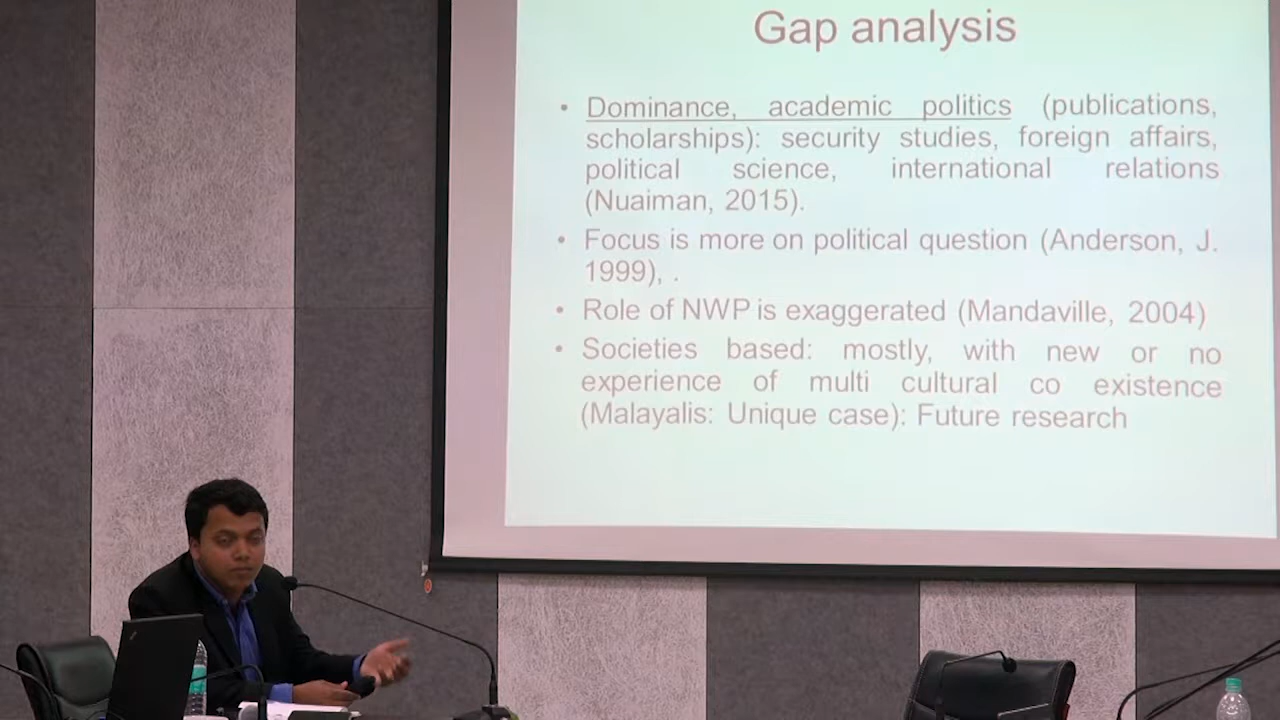 Gap analysis
• Dominance, academic politics (publications,
scholarships): security studies, foreign affairs,
political science, international relations
(Nuaiman, 2015).
• Focus is more on political question (Anderson, J.
1999), .
• Role of NWP is exaggerated (Mandaville, 2004)
• Societies based: mostly, with new or no
experience of multi cultural co existence
(Malayalis: Unique case): Future research